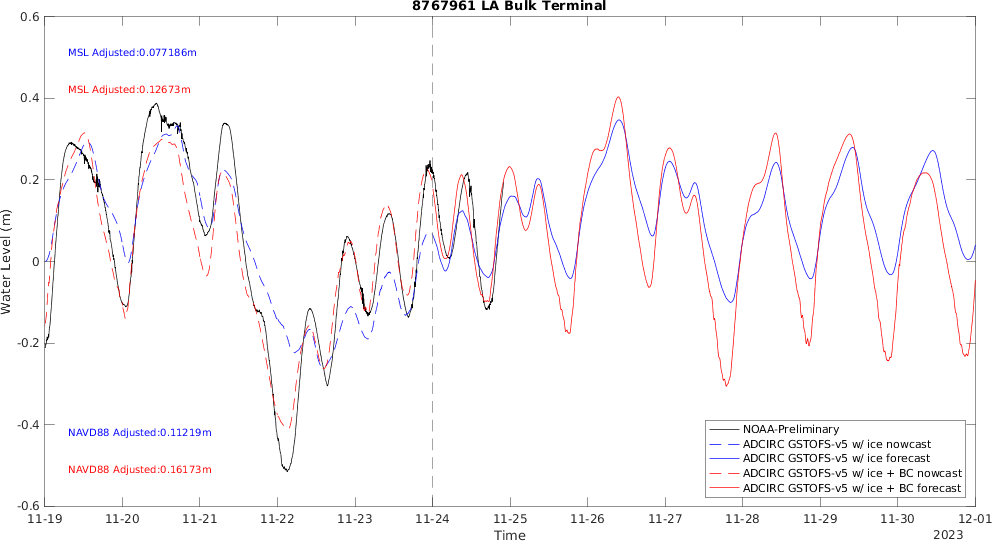 8767961 LA Bulk Terminal
0.6
0.4
0.2
0
-0.2
-0.4
-0.6
Water Level (m)
MSL Adjusted:0.077186m
MSL Adjusted:0.12673m
NAVD88 Adjusted:0.11219m
NAVD88 Adjusted:0.16173m
NOAA-Preliminary
ADCIRC GSTOFS-v5 w/ ice nowcast
ADCIRC GSTOFS-v5 w/ ice forecast
ADCIRC GSTOFS-v5 w/ ice + BC nowcast
ADCIRC GSTOFS-v5 w/ ice + BC forecast
11-19 11-20 11-21 11-22 11-23 11-24 11-25 11-26 11-27 11-28 11-29 11-30 12-01
Time
2023